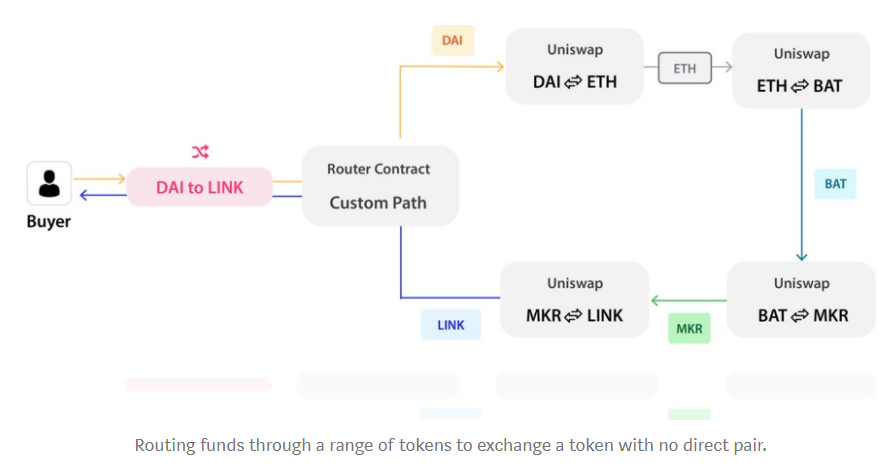 DAI
Uniswap
DAI ⇄ ETH
ETH
Uniswap
ETH ⇄ BAT
DAI to LINK
Buyer
Router Contract
Custom Path
BAT
Uniswap
MKR ⇄ LINK
LINK
MKR
Uniswap
BAT ⇄ MKR
Routing funds through a range of tokens to exchange a token with no direct pair.